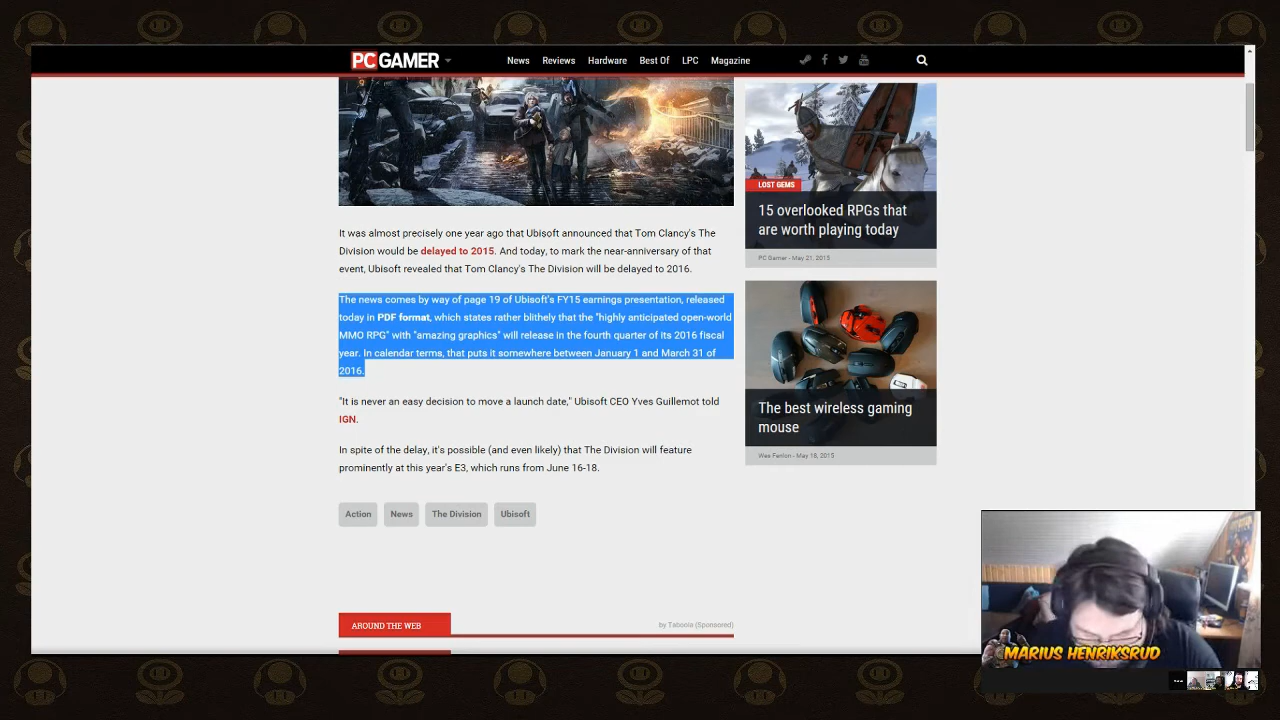 PC GAMER
News Reviews Hardware Best Of LPC Magazine
It was almost precisely one year ago that Ubisoft announced that Tom Clancy's The
Division would be delayed to 2015. And today, to mark the near-anniversary of that
event, Ubisoft revealed that Tom Clancy's The Division will be delayed to 2016.
The news comes by way of page 19 of Ubisoft's FY15 earnings presentation, released
today in PDF format, which states rather blithely that the "highly anticipated open-world
MMO RPG" with "amazing graphics" will release in the fourth quarter of its 2016 fiscal
year. In calendar terms, that puts it somewhere between January 1 and March 31 of
2016.
"It is never an easy decision to move a launch date," Ubisoft CEO Yves Guillemot told
IGN.
In spite of the delay, it's possible (and even likely) that The Division will feature
prominently at this year's E3, which runs from June 16-18.
Action News The Division Ubisoft
AROUND THE WEB
by Taboola (Sponsored)
LOST GEMS
15 overlooked RPGs that
are worth playing today
PC Gamer - May 21, 2015
The best wireless gaming
mouse
Wes Fenlon - May 18, 2015
MARIUS HENRIKSRUD